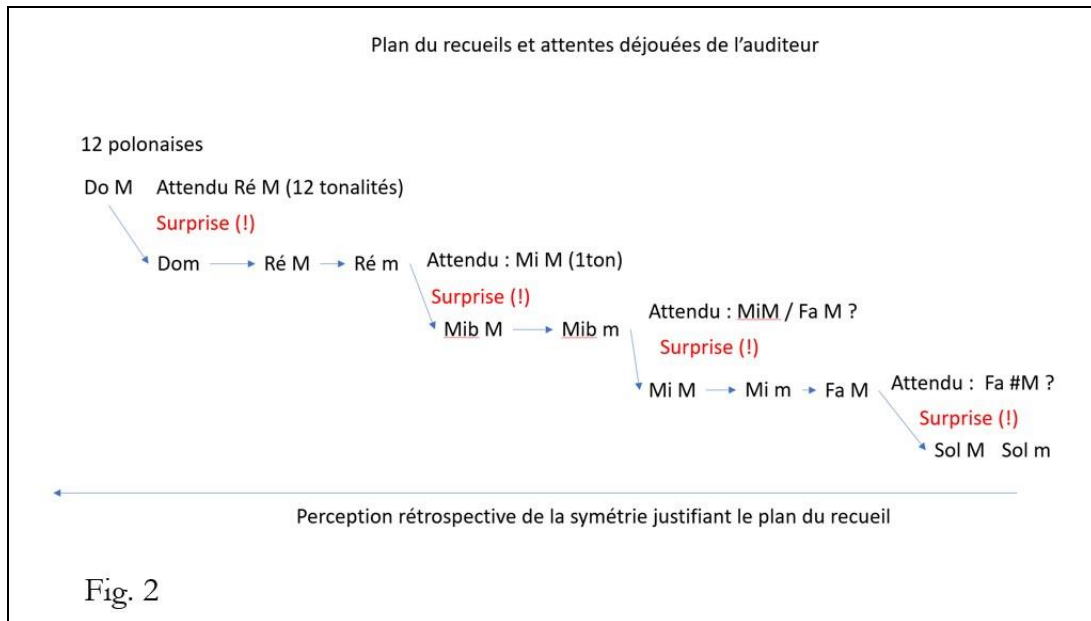 Plan du recueils et attentes déjouées de l’auditeur
12 polonaises
Do M Attendu Ré M (12 tonalités)
Surprise (!)
Dom Ré M Ré m Attendu : Mi M (1ton)
Surprise (!)
Mib M Mib m Attendu : MiM / Fa M ?
Surprise (!)
Mi M Mi m Fa M Attendu : Fa #M ?
Surprise (!)
Sol M Sol m
Perception rétrospective de la symétrie justifiant le plan du recueil
Fig. 2